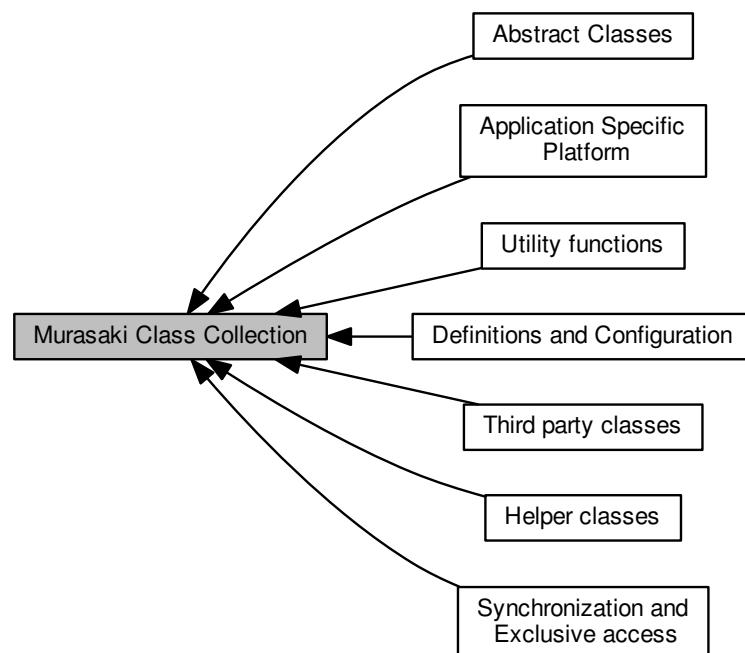 Abstract Classes
Application Specific
Platform
Utility functions
Murasaki Class Collection
Definitions and Configuration
Third party classes
Helper classes
Synchronization and
Exclusive access